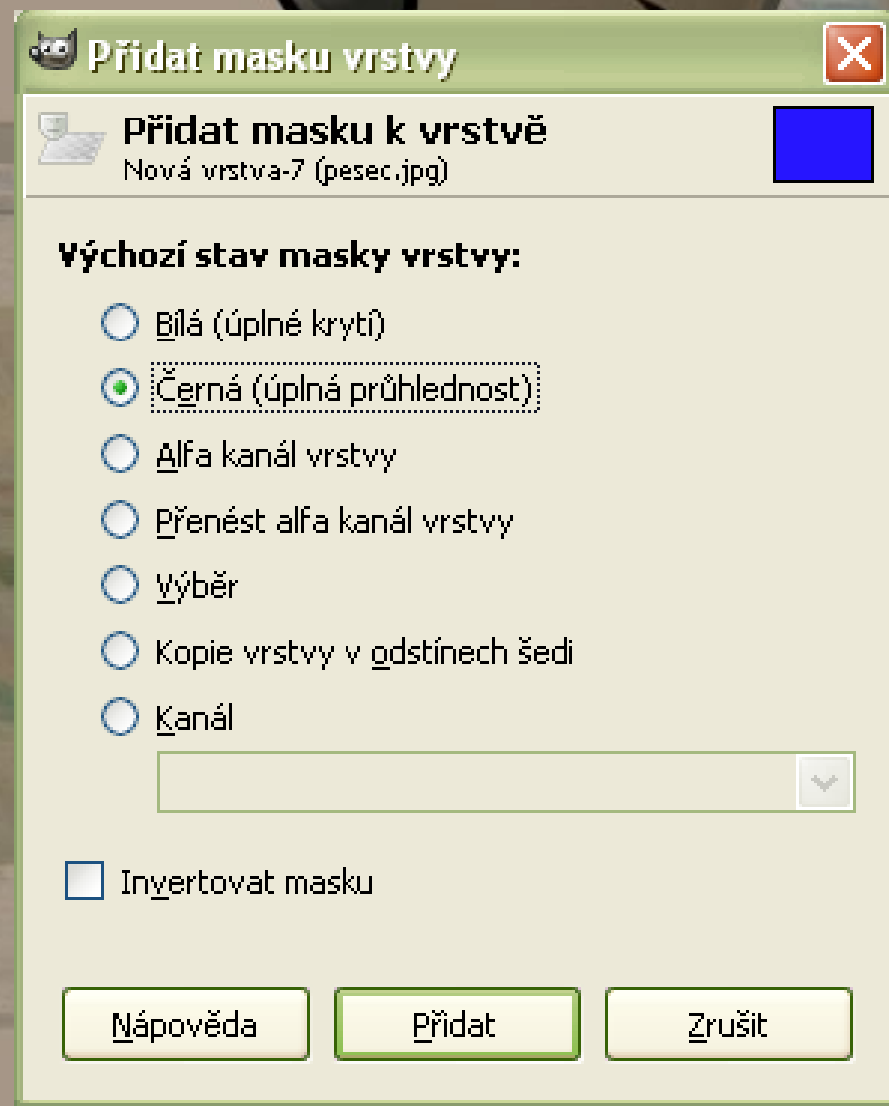 Přidat masku vrstvy
Přidat masku k vrstvě
Nová vrstva-7 (pesec.jpg)
Výchozí stav masky vrstvy:
Bílá (úplné krytí)
Černá (úplná průhlednost)
Alfa kanál vrstvy
Přenést alfa kanál vrstvy
Výběr
Kopie vrstvy v odstínech šedi
Kanál
Invertovat masku
Nápověda Přidat Zrušit